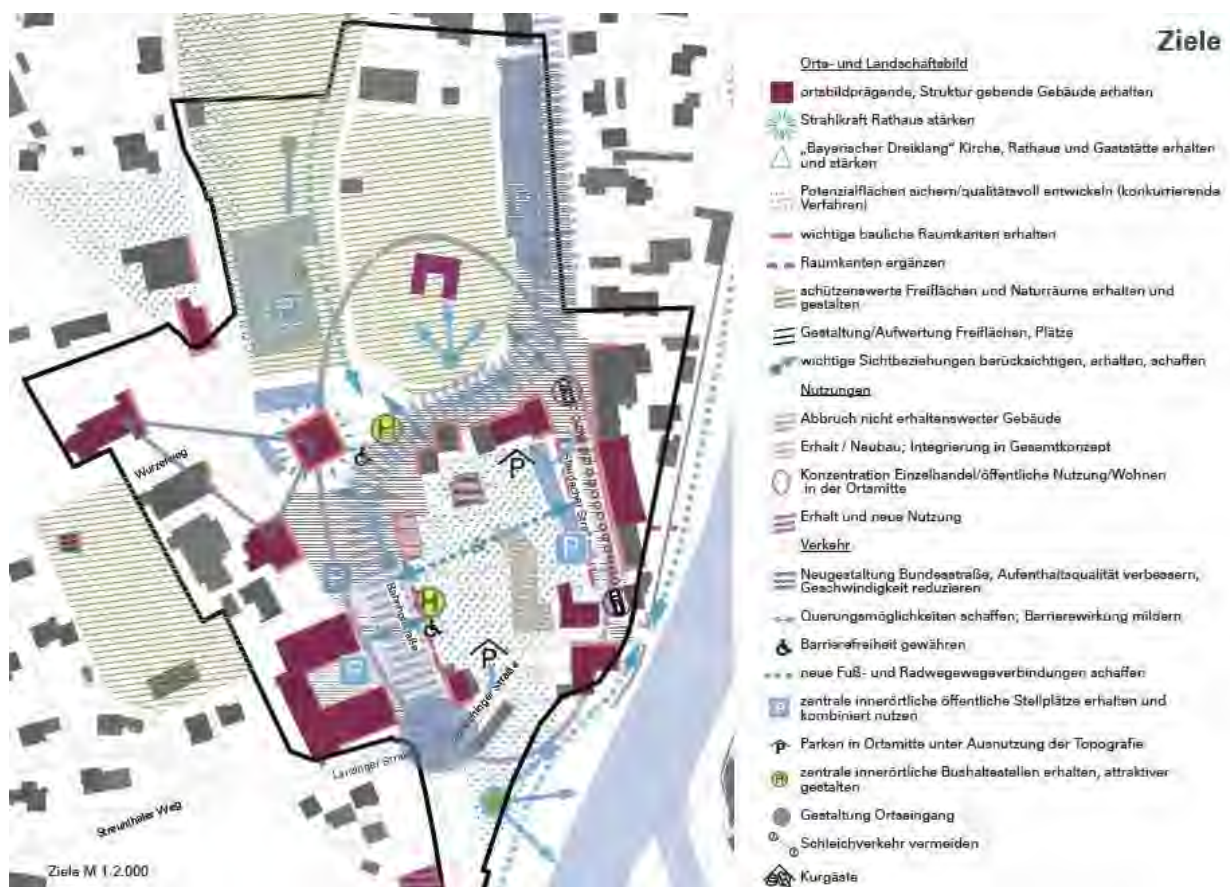 Ziele
Orts- und Landschaftsbild
ortsbildprägende, Struktur gebende Gebäude erhalten
Strahlkraft Rathaus stärken
„Bayerischer Dreiklang“ Kirche, Rathaus und Gaststätte erhalten
und stärken
Potenzialflächen sichern/qualitätsvoll entwickeln (konkurrierende
Verfahren)
wichtige bauliche Raumkanten erhalten
Raumkanten ergänzen
schützenswerte Freiflächen und Naturräume erhalten und
gestalten
Gestaltung/Aufwertung Freiflächen, Plätze
wichtige Sichtbeziehungen berücksichtigen, erhalten, schaffen
Nutzungen
Abbruch nicht erhaltenswerter Gebäude
Erhalt / Neubau; Integrierung in Gesamtkonzept
Konzentration Einzelhandel/öffentliche Nutzung/Wohnen
in der Ortsmitte
Erhalt und neue Nutzung
Verkehr
Neugestaltung Bundesstraße, Aufenthaltsqualität verbessern,
Geschwindigkeit reduzieren
Querungsmöglichkeiten schaffen; Barrierewirkung mildern
Barrierefreiheit gewähren
neue Fuß- und Radwegewegeverbindungen schaffen
P
zentrale innerörtliche öffentliche Stellplätze erhalten und
kombiniert nutzen
P
Parken in Ortsmitte unter Ausnutzung der Topografie
H
zentrale innerörtliche Bushaltestellen erhalten, attraktiver
gestalten
Gestaltung Ortseingang
Schleichverkehr vermeiden
Kurgäste
P
H
Wurzelweg
P
P
P
Bahnhofstraße
H
P
P
Streunthaler Weg
Ziele M 1:2.000